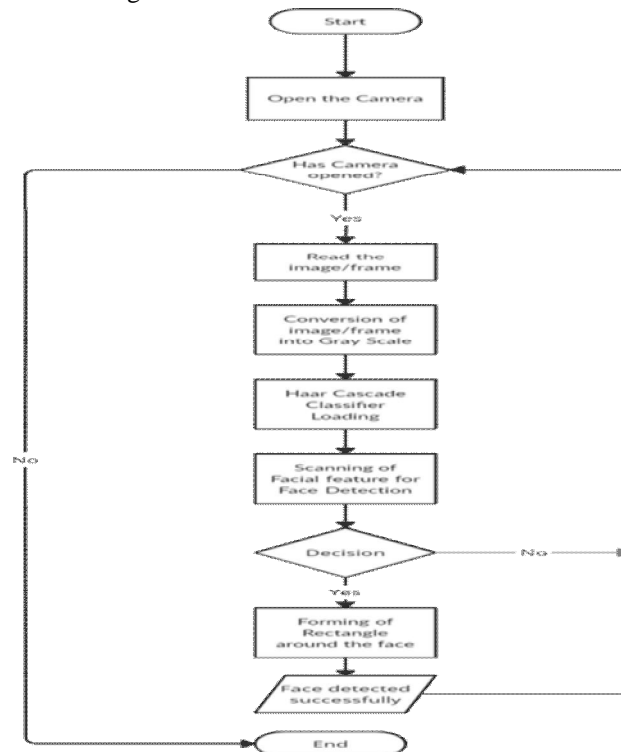 Start
Open the Camera
Has Camera
opened?
Yes
Read the
image/frame
Conversion of
image/frame
into Gray Scale
Haar Cascade
Classifier
Loading
No
Scanning of
Facial feature for
Face Detection
Decision
No
Yes
Forming of
Rectangle
around the face
Face detected
successfully
End